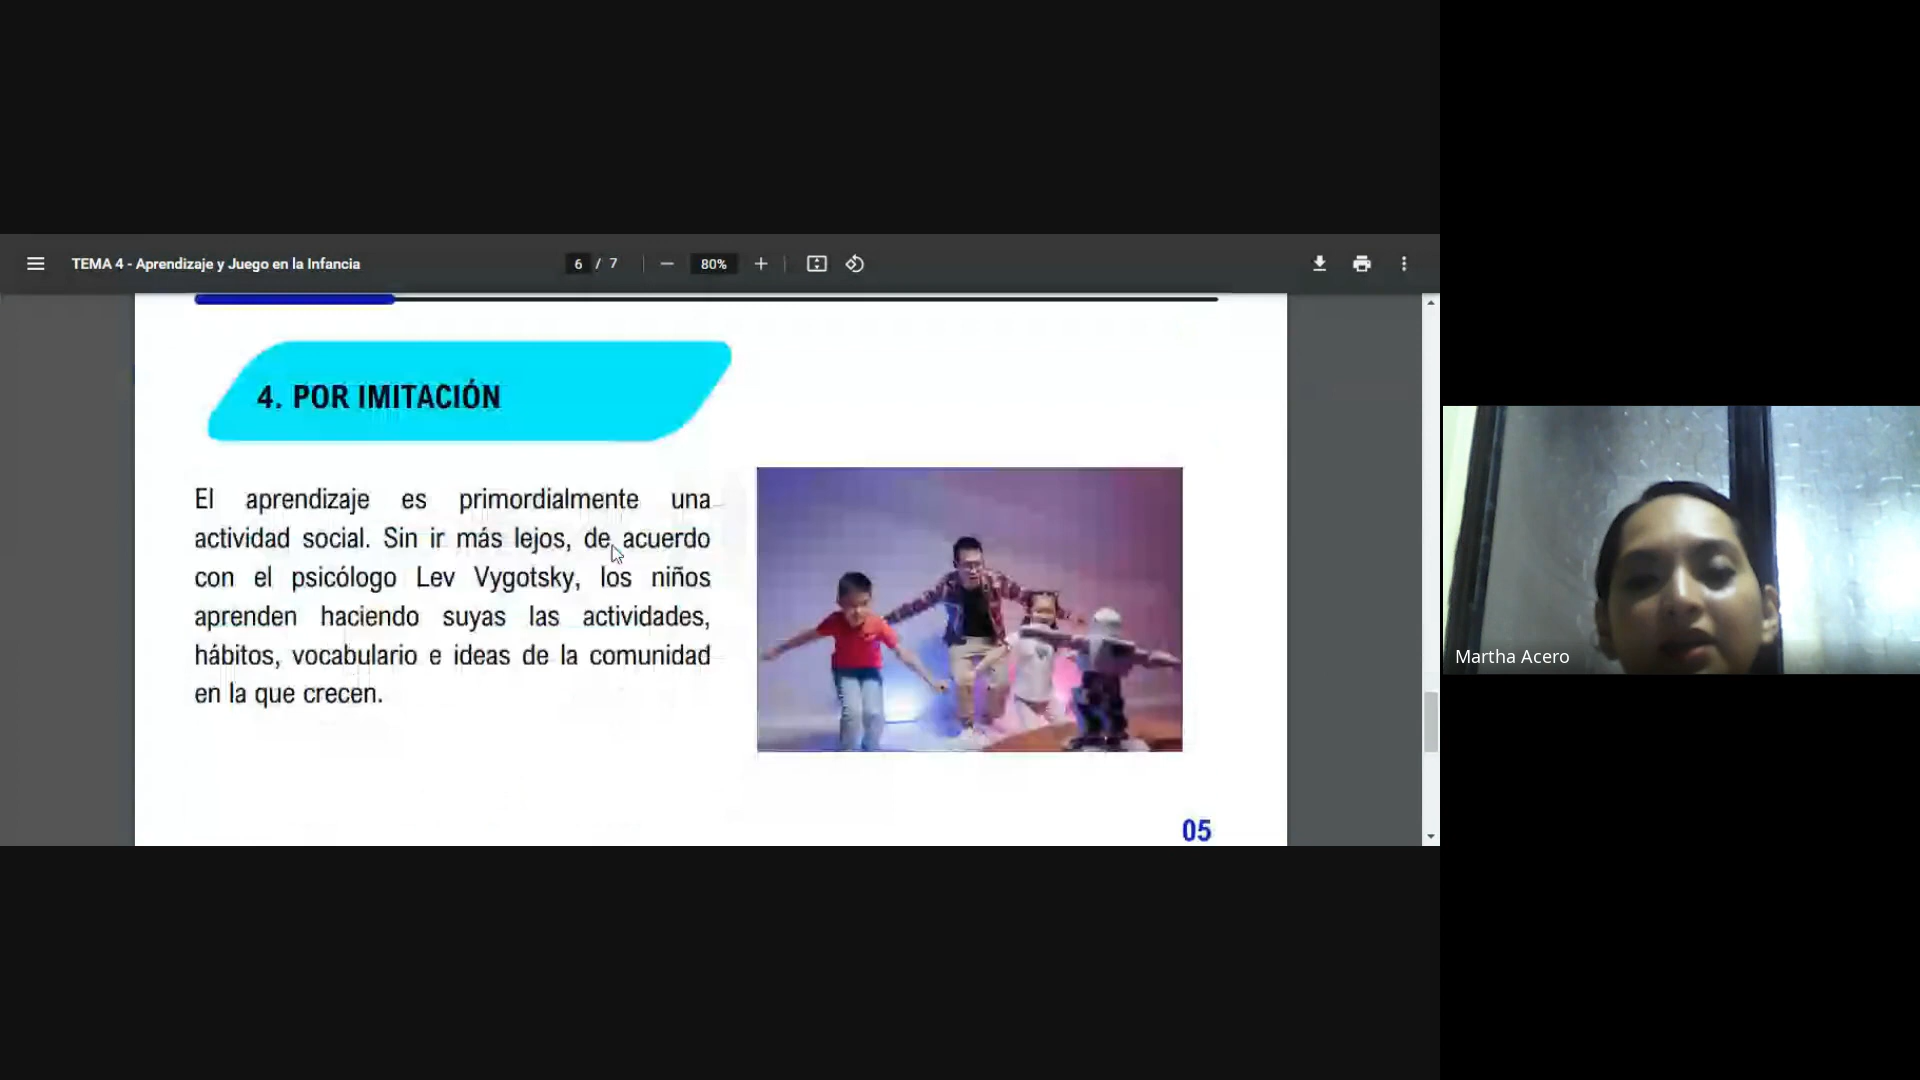 TEMA 4 - Aprendizaje y Juego en la Infancia
6 / 7
80%
4. POR IMITACIÓN
El aprendizaje es primordialmente una
actividad social. Sin ir más lejos, de acuerdo
con el psicólogo Lev Vygotsky, los niños
aprenden haciendo suyas las actividades,
hábitos, vocabulario e ideas de la comunidad
en la que crecen.
05
Martha Acero